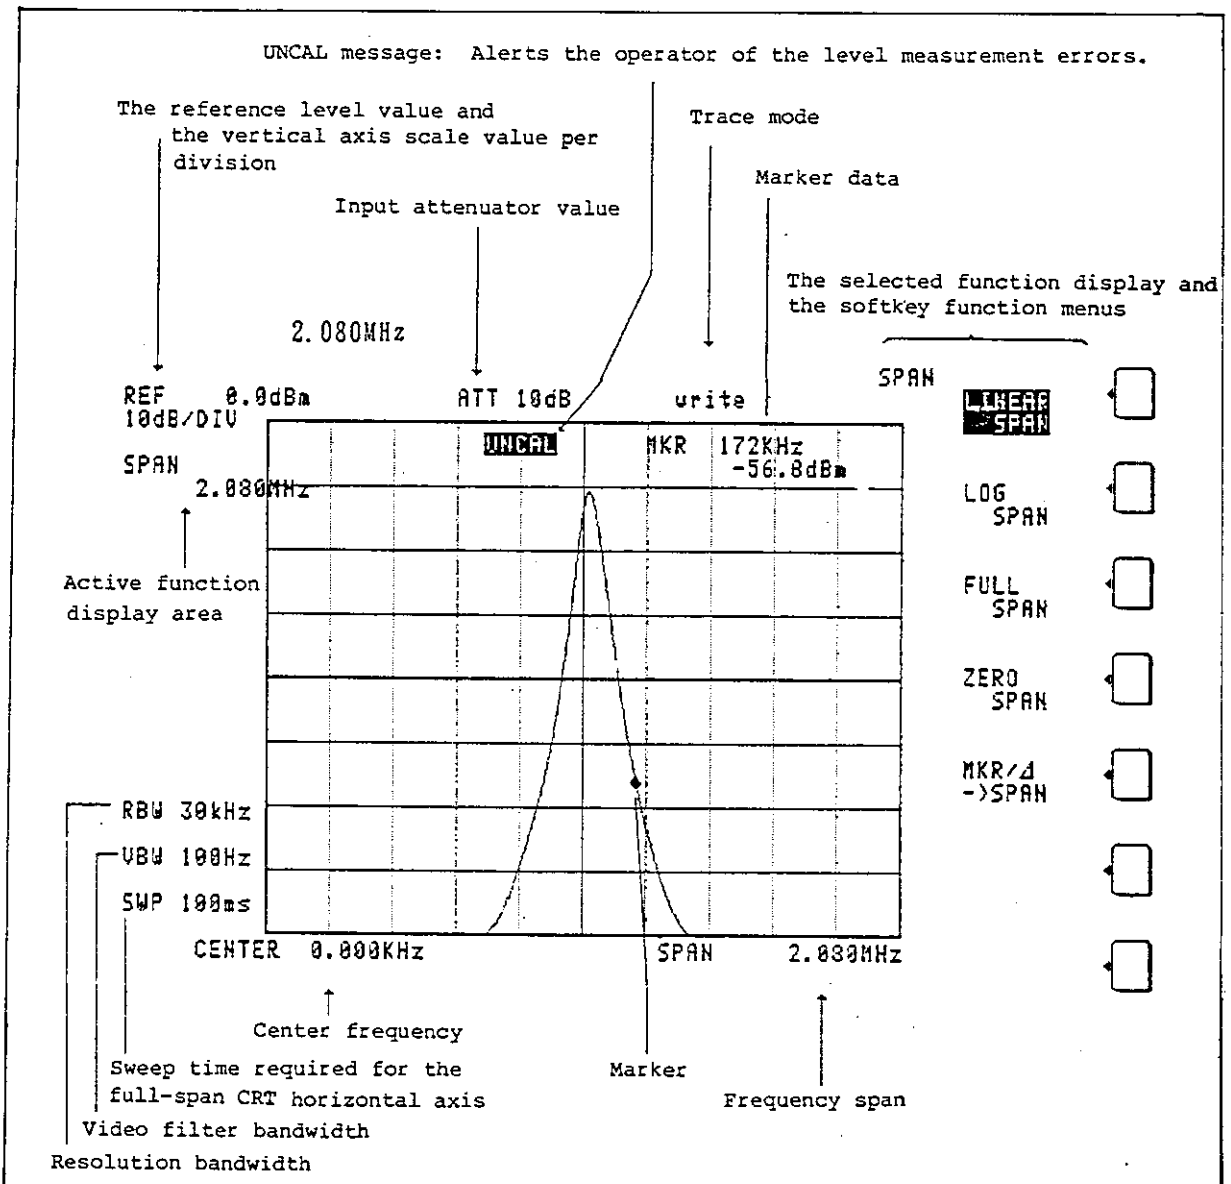 UNCAL message: Alerts the operator of the level measurement errors.
The reference level value and
the vertical axis scale value per
division
Trace mode
Marker data
Input attenuator value
The selected function display and
the softkey function menus
2.080MHz
REF 0.0dBm
10dB/DIV
ATT 10dB
write
SPAN
LINEAR
SPAN
UNCAL
MKR 172KHz
-56.8dBm
SPAN
2.080MHz
LOG
SPAN
Active function
display area
FULL
SPAN
ZERO
SPAN
MKR/Δ
->SPAN
RBW 30kHz
VBW 100Hz
SWP 100ms
CENTER 0.000KHz
SPAN 2.080MHz
Center frequency
Sweep time required for the
full-span CRT horizontal axis
Marker
Frequency span
Video filter bandwidth
Resolution bandwidth